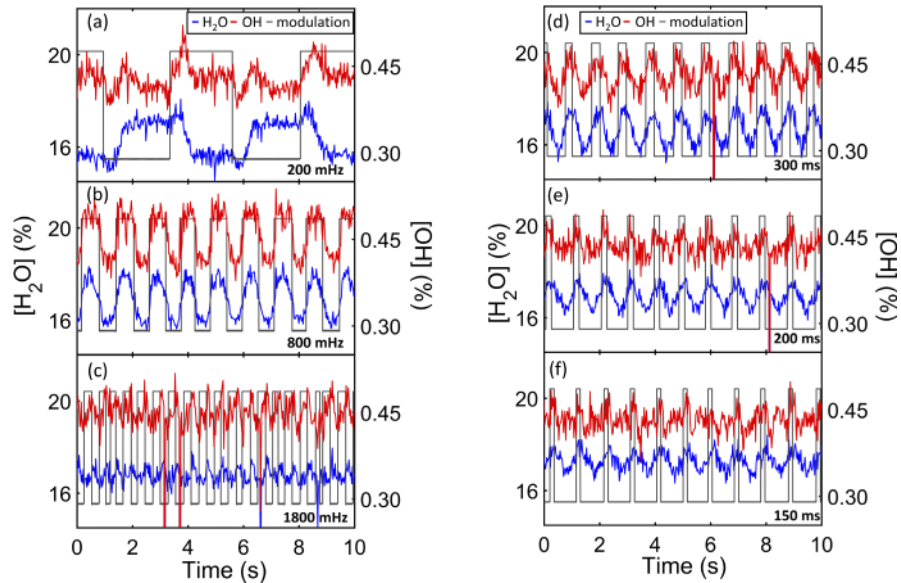 (a) H₂O OH modulation
20
16
0.45
0.30
200 mHz
(b)
20
16
0.45
0.30
800 mHz
(c)
20
16
0.45
0.30
1800 mHz
0 2 4 6 8 10
Time (s)
[H₂O] (%)
[OH] (%)
(d) H₂O OH modulation
20
16
0.45
0.30
300 ms
(e)
20
16
0.45
0.30
200 ms
(f)
20
16
0.45
0.30
150 ms
0 2 4 6 8 10
Time (s)
[H₂O] (%)
[OH] (%)